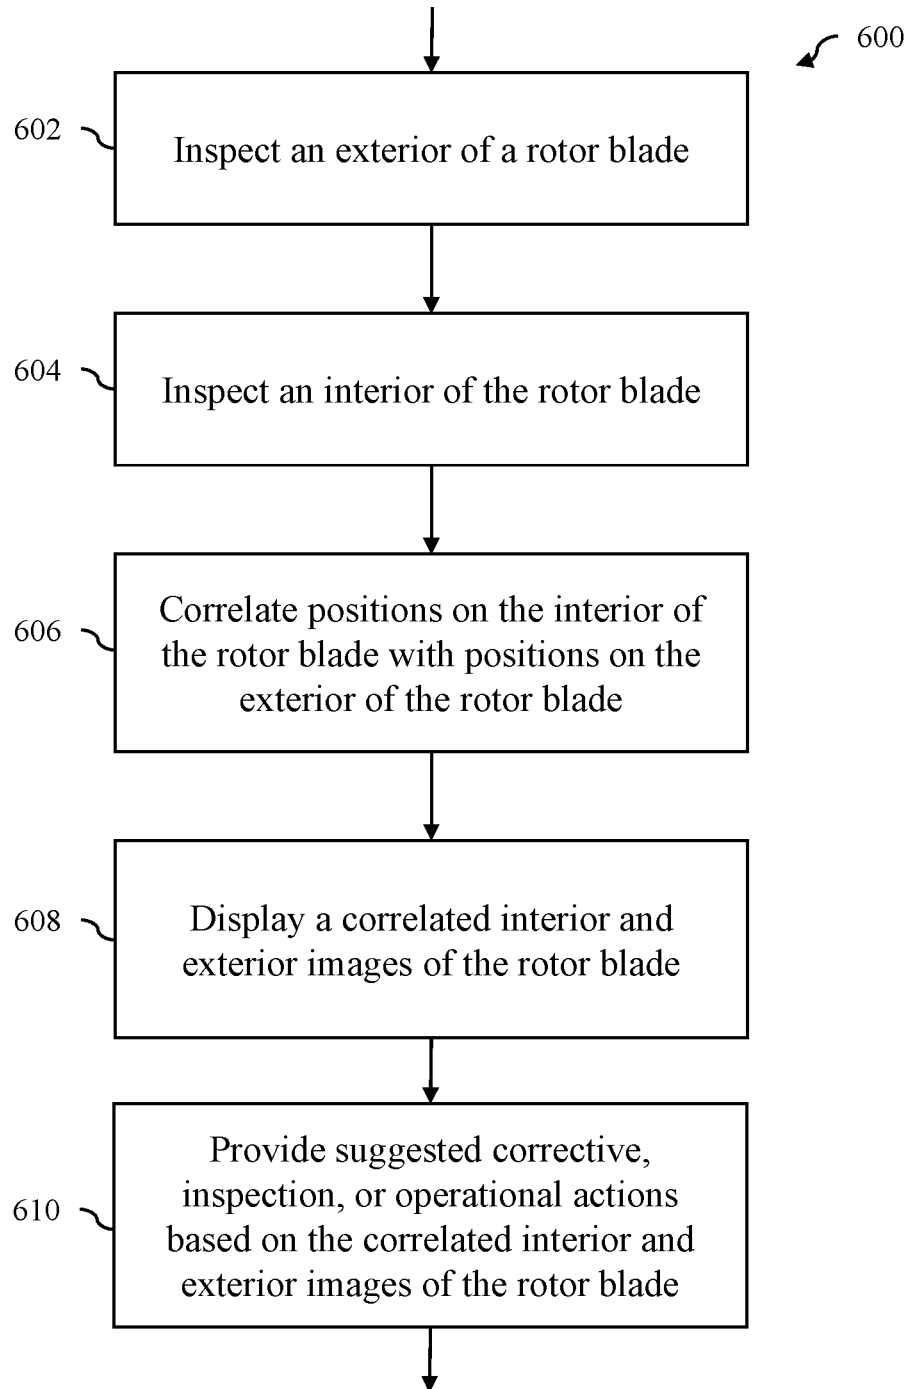 600
602
Inspect an exterior of a rotor blade
604
Inspect an interior of the rotor blade
606
Correlate positions on the interior of
the rotor blade with positions on the
exterior of the rotor blade
608
Display a correlated interior and
exterior images of the rotor blade
610
Provide suggested corrective,
inspection, or operational actions
based on the correlated interior and
exterior images of the rotor blade